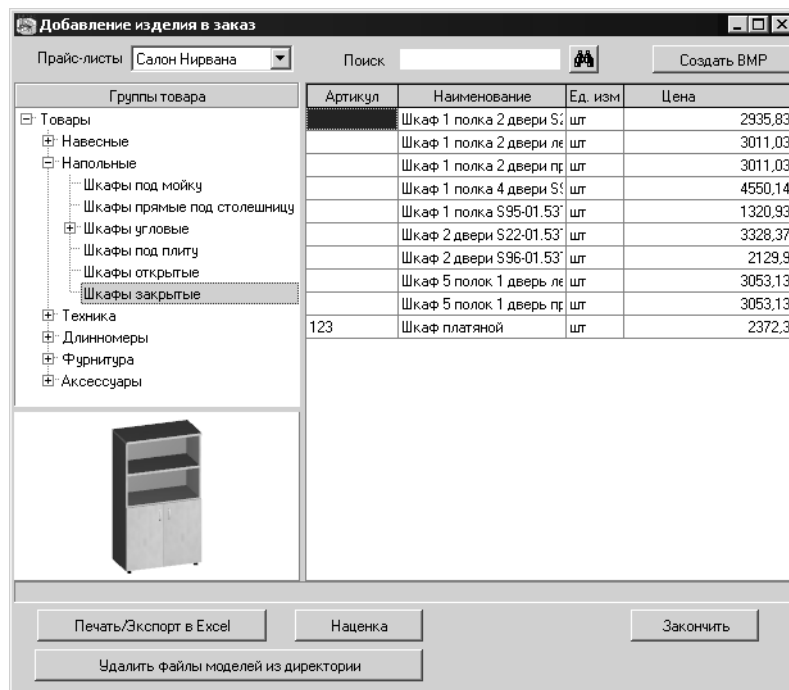 Добавление изделия в заказ
Прайс-листы Салон Нирвана Поиск Создать BMP
Группы товара
Товары
Навесные
Напольные
Шкафы под мойку
Шкафы прямые под столешницу
Шкафы угловые
Шкафы под плиту
Шкафы открытые
Шкафы закрытые
Техника
Длинномеры
Фурнитура
Аксессуары
Артикул Наименование Ед. изм Цена
Шкаф 1 полка 2 двери шт 2935,83
Шкаф 1 полка 2 двери ле шт 3011,03
Шкаф 1 полка 2 двери пр шт 3011,03
Шкаф 1 полка 4 двери шт 4550,14
Шкаф 1 полка S95-01.53 шт 1320,93
Шкаф 2 двери S22-01.53 шт 3328,37
Шкаф 2 двери S96-01.53 шт 2129,9
Шкаф 5 полок 1 дверь ле шт 3053,13
Шкаф 5 полок 1 дверь пр шт 3053,13
123 Шкаф платяной шт 2372,3
Печать/Экспорт в Excel Наценка Закончить
Удалить файлы моделей из директории